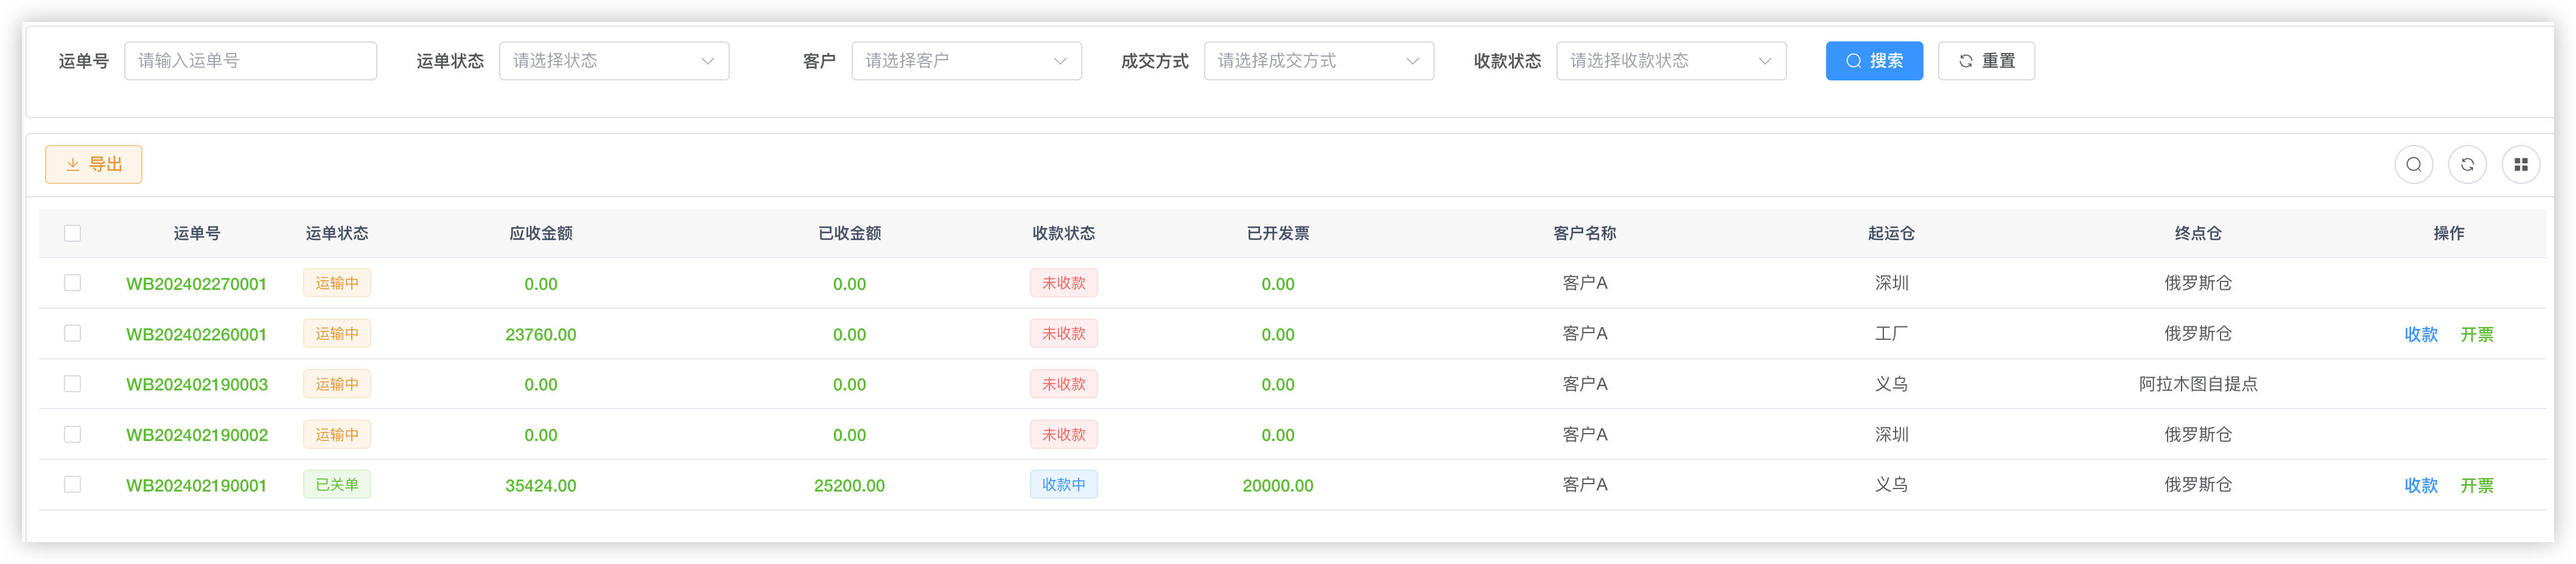 运单号 请输入运单号 运单状态 请选择状态 客户 请选择客户 成交方式 请选择成交方式 收款状态 请选择收款状态 搜索 重置
导出
运单号 运单状态 应收金额 已收金额 收款状态 已开发票 客户名称 起运仓 终点仓 操作
WB202402270001 运输中 0.00 0.00 未收款 0.00 客户A 深圳 俄罗斯仓
WB202402260001 运输中 23760.00 0.00 未收款 0.00 客户A 工厂 俄罗斯仓 收款 开票
WB202402190003 运输中 0.00 0.00 未收款 0.00 客户A 义乌 阿拉木图自提点
WB202402190002 运输中 0.00 0.00 未收款 0.00 客户A 深圳 俄罗斯仓
WB202402190001 已关单 35424.00 25200.00 收款中 20000.00 客户A 义乌 俄罗斯仓 收款 开票